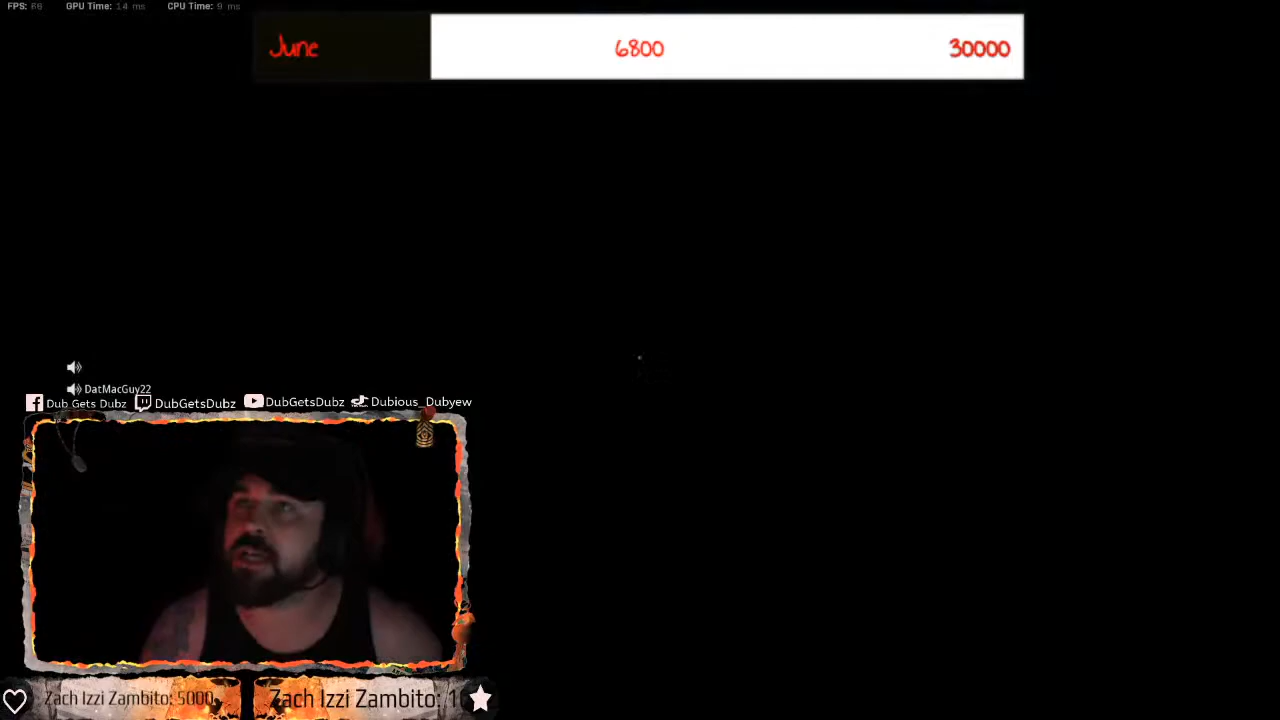 FPS: 66 GPU Time: 14 ms CPU Time: 9 ms
June 6800 30000
DatMacGuy22
Dub Gets Dubz DubGetsDubz DubGetsDubz Dubious_Dubyew
Zach Izzi Zambito: 5000 Zach Izzi Zambito: 1